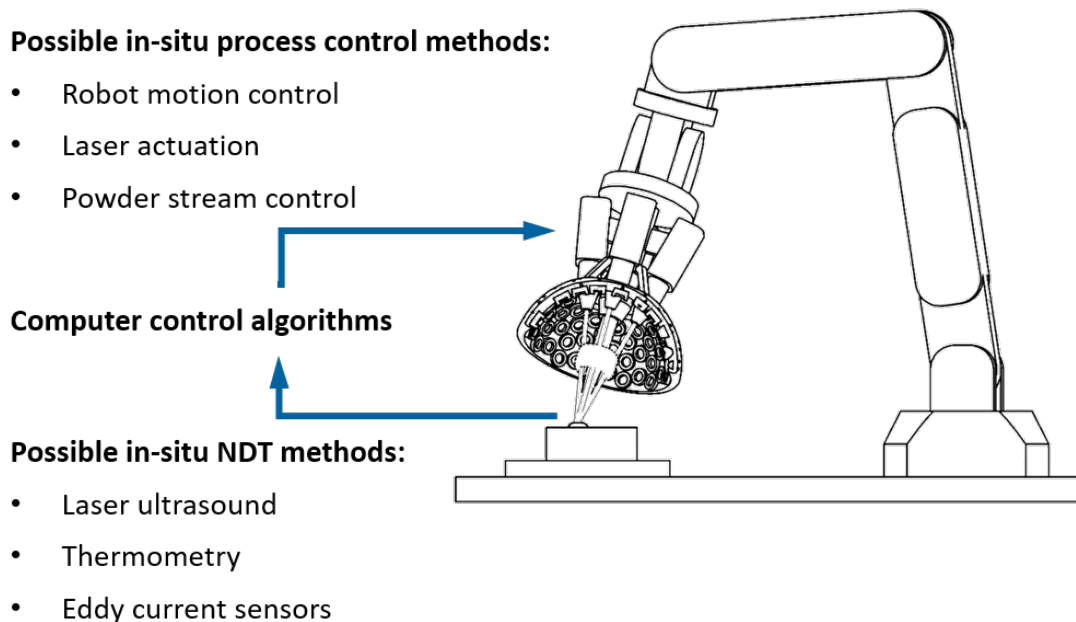 Possible in-situ process control methods:
• Robot motion control
• Laser actuation
• Powder stream control
Computer control algorithms
Possible in-situ NDT methods:
• Laser ultrasound
• Thermometry
• Eddy current sensors